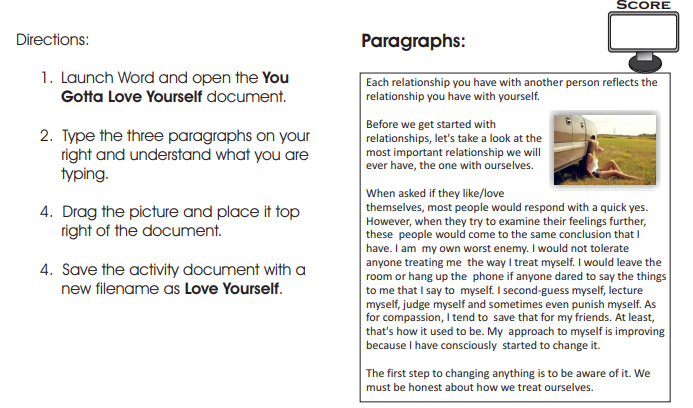 SCORE
Directions:
1. Launch Word and open the You
Gotta Love Yourself document.
2. Type the three paragraphs on your
right and understand what you are
typing.
4. Drag the picture and place it top
right of the document.
4. Save the activity document with a
new filename as Love Yourself.
Paragraphs:
Each relationship you have with another person reflects the
relationship you have with yourself.
Before we get started with
relationships, let's take a look at the
most important relationship we will
ever have, the one with ourselves.
When asked if they like/love
themselves, most people would respond with a quick yes.
However, when they try to examine their feelings further,
these people would come to the same conclusion that I
have. I am my own worst enemy. I would not tolerate
anyone treating me the way I treat myself. I would leave the
room or hang up the phone if anyone dared to say the things
to me that I say to myself. I second-guess myself, lecture
myself, judge myself and sometimes even punish myself. As
for compassion, I tend to save that for my friends. At least,
that's how it used to be. My approach to myself is improving
because I have consciously started to change it.
The first step to changing anything is to be aware of it. We
must be honest about how we treat ourselves.